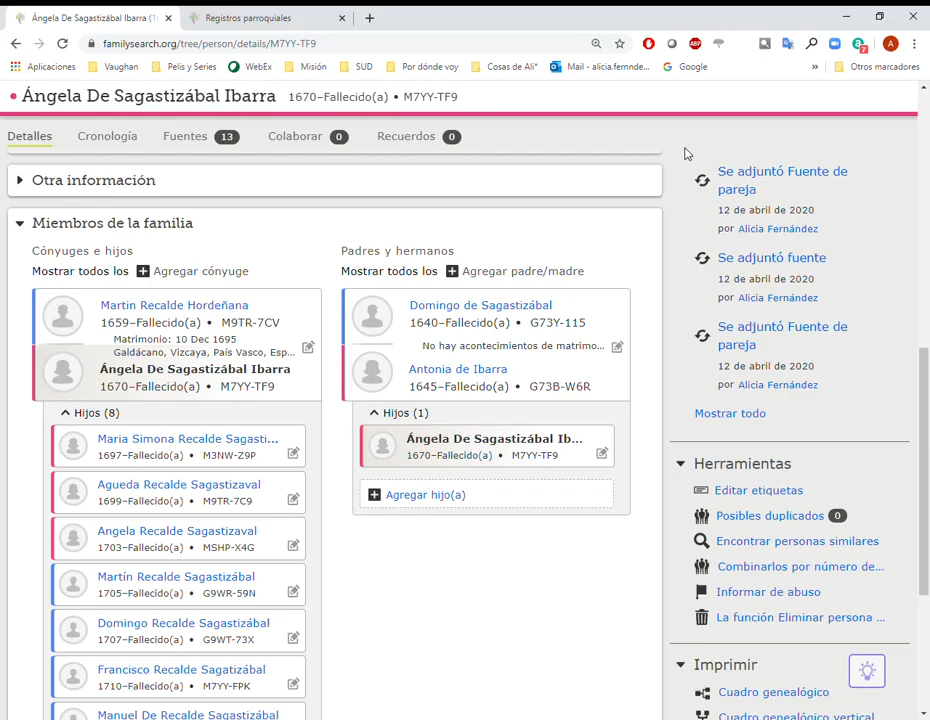 Ángela De Sagastizábal Ibarra (1
Registros parroquiales
familysearch.org/tree/person/details/M7YY-TF9
ABP
A
7
Aplicaciones
Vaughan
Pelis y Series
WebEx
Misión
SUD
Por dónde voy
Cosas de Ali*
Mail - alicia.fernnde...
Google
»
Otros marcadores
Ángela De Sagastizábal Ibarra 1670–Fallecido(a) • M7YY-TF9
Detalles
Cronología
Fuentes 13
Colaborar 0
Recuerdos 0
Otra información
Miembros de la familia
Cónyuges e hijos
Mostrar todos los Agregar cónyuge
Martin Recalde Hordeñana
1659–Fallecido(a) • M9TR-7CV
Matrimonio: 10 Dec 1695
Galdácano, Vizcaya, País Vasco, Esp...
Ángela De Sagastizábal Ibarra
1670–Fallecido(a) • M7YY-TF9
Hijos (8)
Maria Simona Recalde Sagasti...
1697–Fallecido(a) • M3NW-Z9P
Agueda Recalde Sagastizaval
1699–Fallecido(a) • M9TR-7C9
Angela Recalde Sagastizaval
1703–Fallecido(a) • MSHP-X4G
Martín Recalde Sagastizábal
1705–Fallecido(a) • G9WR-59N
Domingo Recalde Sagastizábal
1707–Fallecido(a) • G9WT-73X
Francisco Recalde Sagatizábal
1710–Fallecido(a) • M7YY-FPK
Manuel De Recalde Sagastizábal
Padres y hermanos
Mostrar todos los Agregar padre/madre
Domingo de Sagastizábal
1640–Fallecido(a) • G73Y-115
No hay acontecimientos de matrimo...
Antonia de Ibarra
1645–Fallecido(a) • G73B-W6R
Hijos (1)
Ángela De Sagastizábal Ib...
1670–Fallecido(a) • M7YY-TF9
Agregar hijo(a)
Se adjuntó Fuente de
pareja
12 de abril de 2020
por Alicia Fernández
Se adjuntó fuente
12 de abril de 2020
por Alicia Fernández
Se adjuntó Fuente de
pareja
12 de abril de 2020
por Alicia Fernández
Mostrar todo
Herramientas
Editar etiquetas
Posibles duplicados 0
Encontrar personas similares
Combinarlos por número de...
Informar de abuso
La función Eliminar persona ...
Imprimir
Cuadro genealógico
Cuadro genealógico vertical